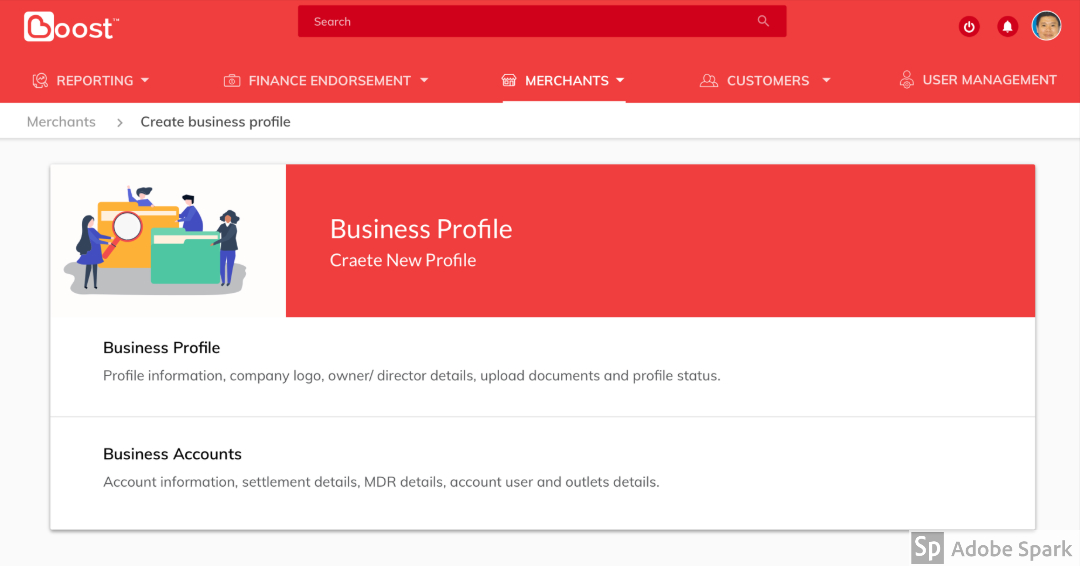 Boost™
Search
REPORTING
FINANCE ENDORSEMENT
MERCHANTS
CUSTOMERS
USER MANAGEMENT
Merchants > Create business profile
Business Profile
Craete New Profile
Business Profile
Profile information, company logo, owner/ director details, upload documents and profile status.
Business Accounts
Account information, settlement details, MDR details, account user and outlets details.
Sp Adobe Spark